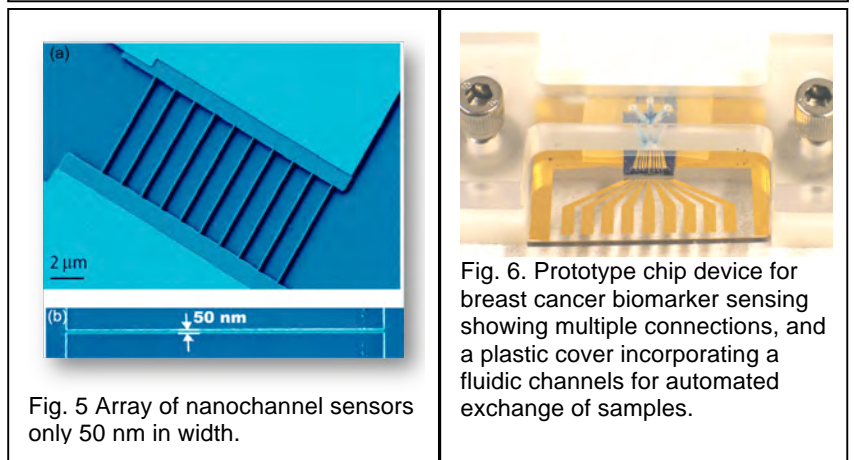 (a)
2 μm
(b)
50 nm
Fig. 5 Array of nanochannel sensors
only 50 nm in width.
Fig. 6. Prototype chip device for
breast cancer biomarker sensing
showing multiple connections, and
a plastic cover incorporating a
fluidic channels for automated
exchange of samples.